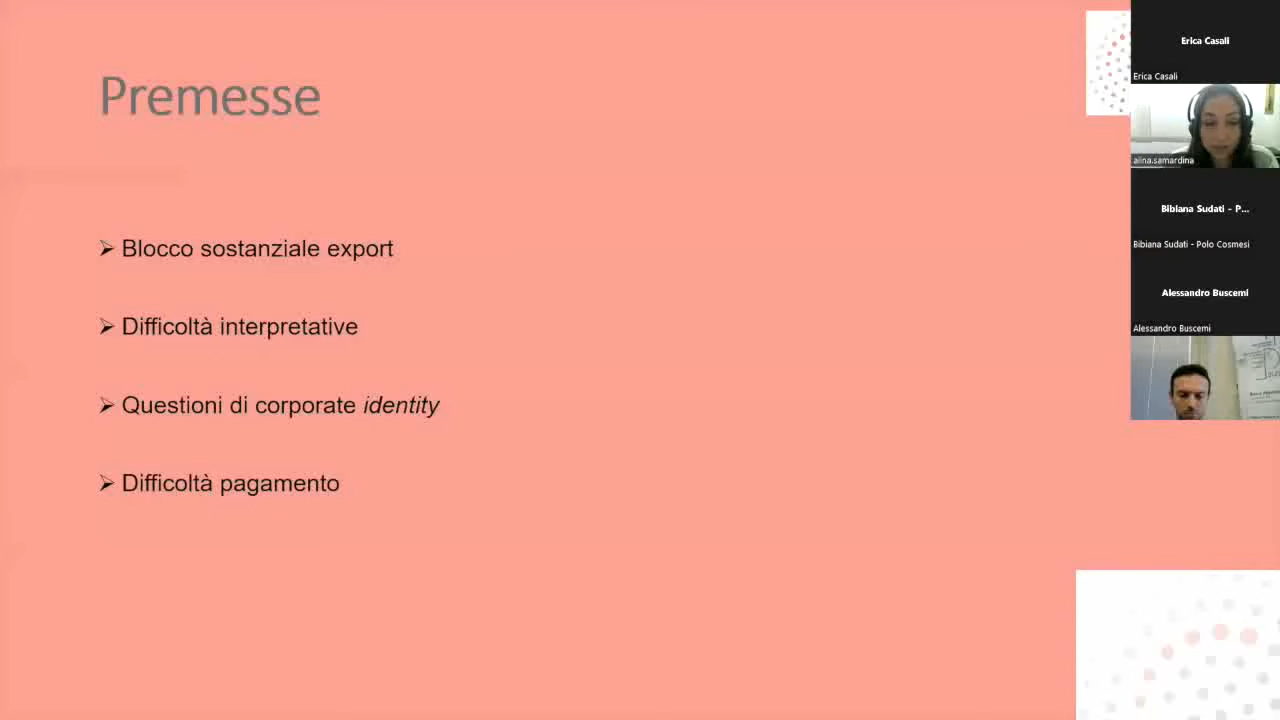 Premesse
➢ Blocco sostanziale export
➢ Difficoltà interpretative
➢ Questioni di corporate identity
➢ Difficoltà pagamento
Erica Casali
Erica Casali
alina.samardina
Bibiana Sudati - P...
Bibiana Sudati - Polo Cosmesi
Alessandro Buscemi
Alessandro Buscemi